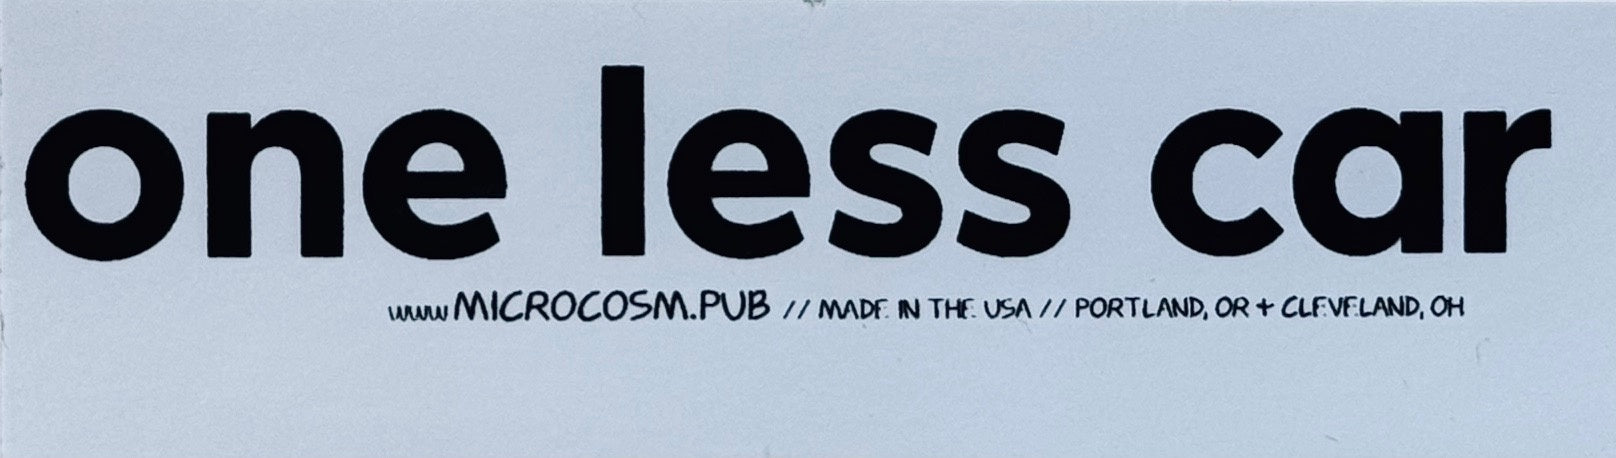 one less car
www.MICROCOSM.PUB // MADE IN THE USA // PORTLAND, OR + CLEVELAND, OH